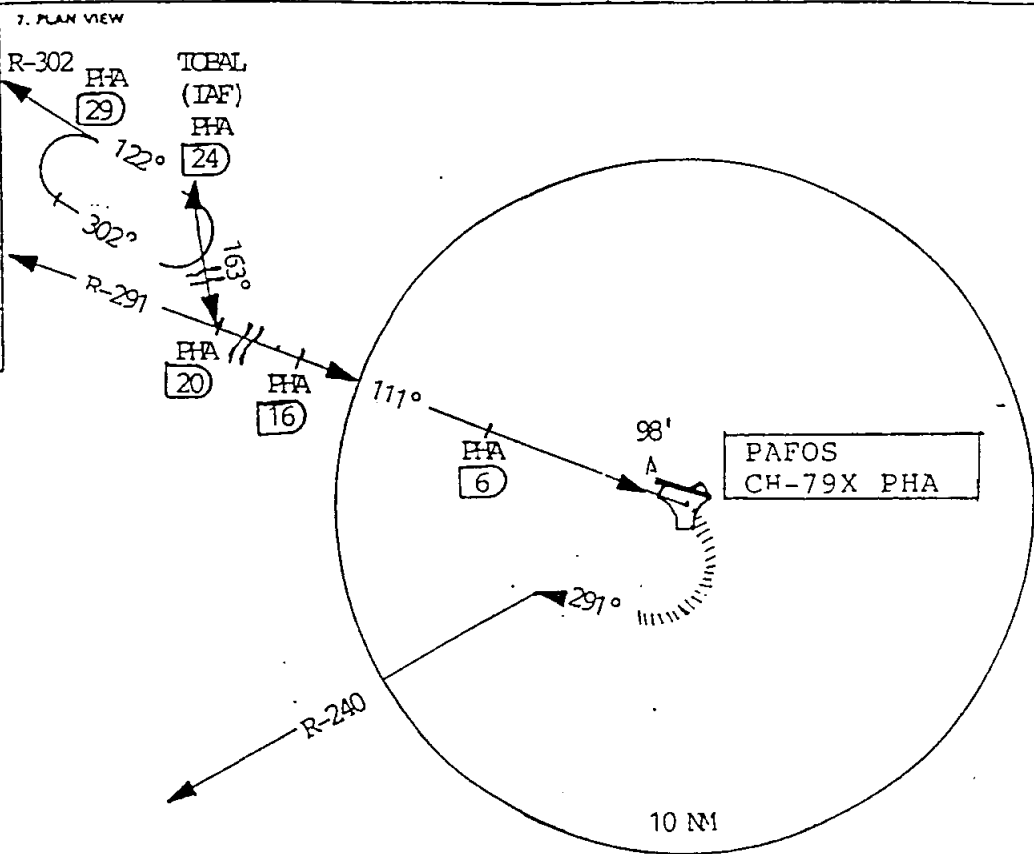 7. PLAN VIEW
R-302
PHA
29
TOBAL
(IAF)
PHA
24
122°
302°
163°
R-291
PHA
20
PHA
16
111°
PHA
6
98'
A
PAFOS
CH-79X PHA
291°
R-240
10 NM